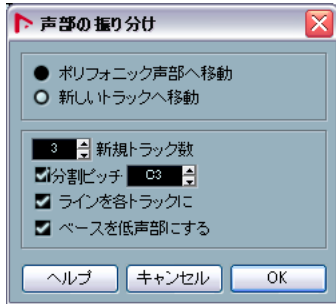 声部の振り分け
ポリフォニック声部へ移動
新しいトラックへ移動
3 新規トラック数
分割ピッチ C3
ラインを各トラックに
ベースを低声部にする
ヘルプ キャンセル OK